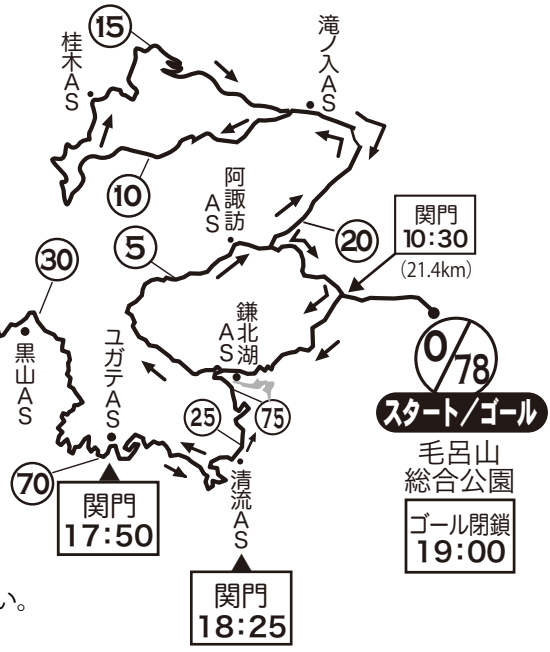 15
桂木AS
滝ノ入AS
10
阿諏訪AS
5
20
関門
10:30
(21.4km)
30
黒山AS
ユガテAS
鎌北湖AS
0/78
スタート/ゴール
毛呂山
総合公園
ゴール閉鎖
19:00
25
75
70
清流AS
関門
17:50
関門
18:25
い。